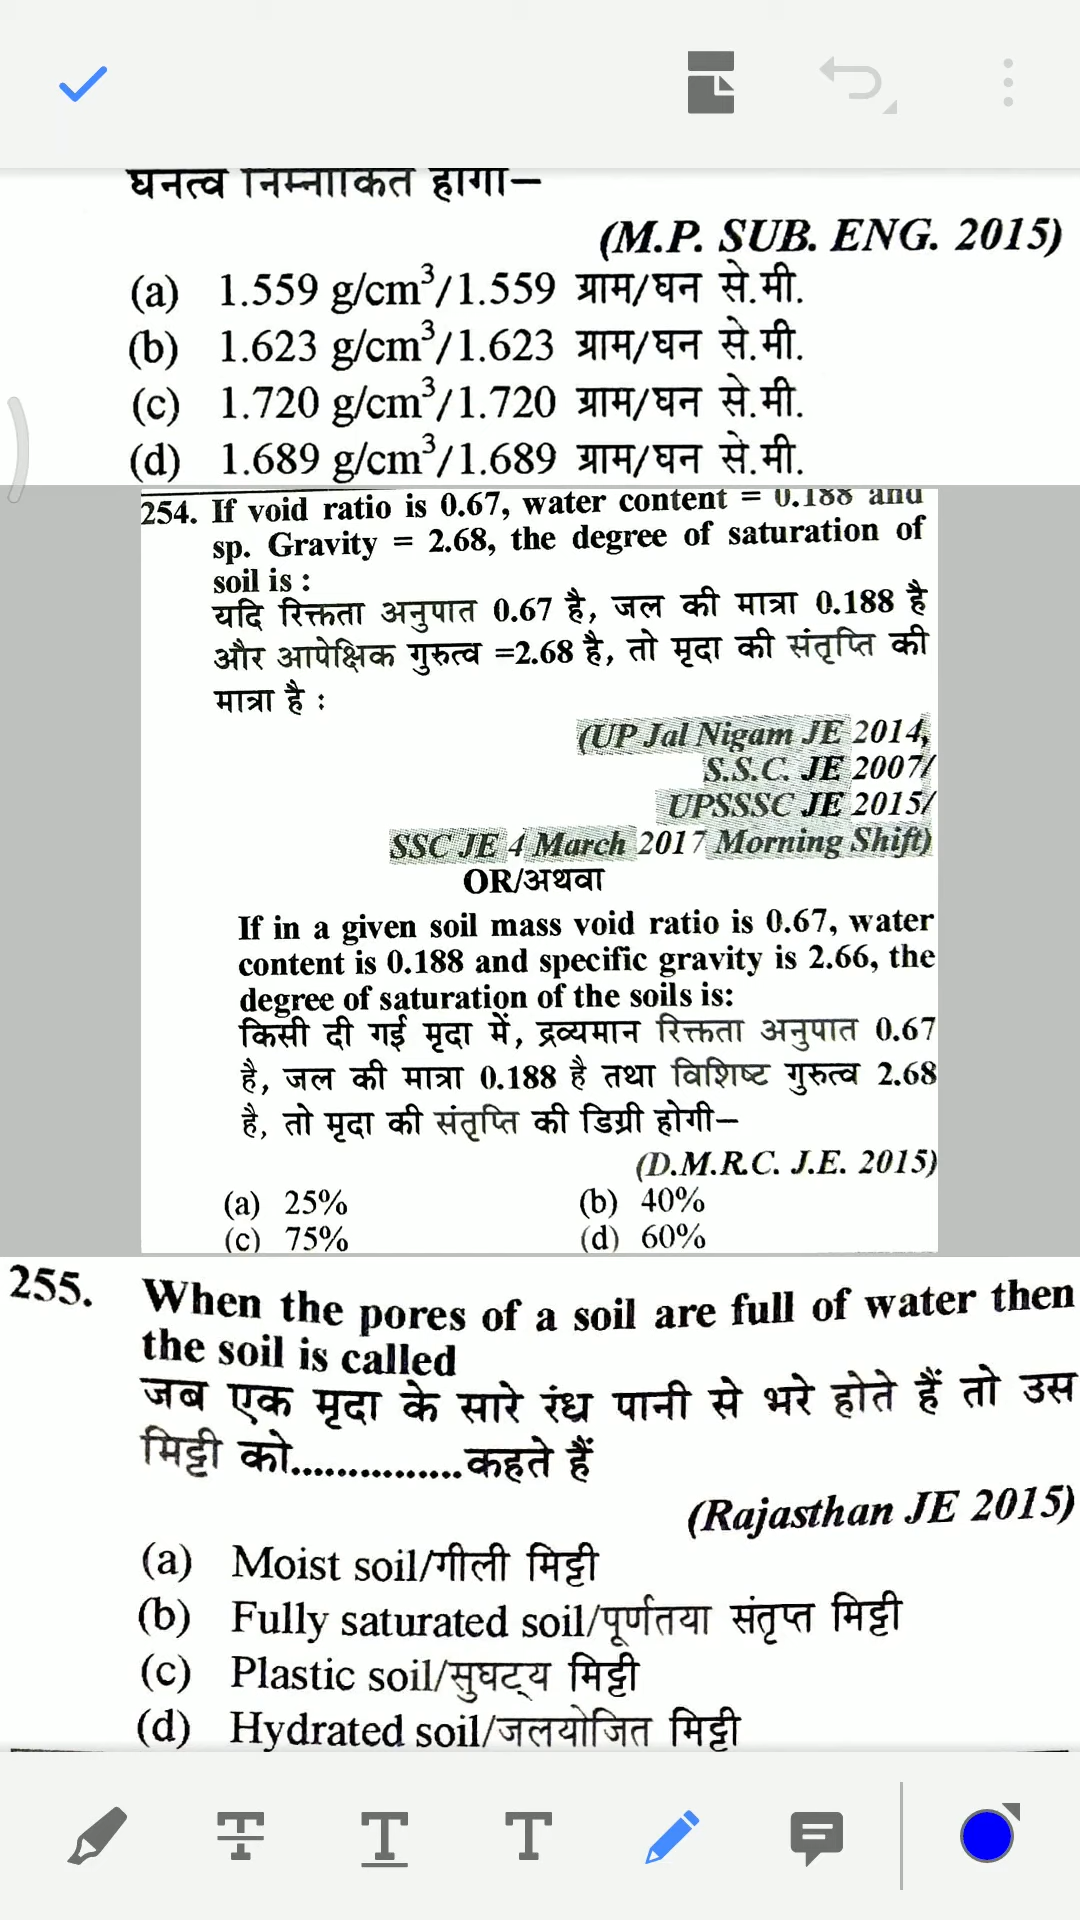 घनत्व निम्नांकित होगा–
(M.P. SUB. ENG. 2015)
(a) 1.559 g/cm³/1.559 ग्राम/घन से.मी.
(b) 1.623 g/cm³/1.623 ग्राम/घन से.मी.
(c) 1.720 g/cm³/1.720 ग्राम/घन से.मी.
(d) 1.689 g/cm³/1.689 ग्राम/घन से.मी.
254. If void ratio is 0.67, water content = 0.188 and
sp. Gravity = 2.68, the degree of saturation of
soil is :
यदि रिक्तता अनुपात 0.67 है, जल की मात्रा 0.188 है
और आपेक्षिक गुरुत्व =2.68 है, तो मृदा की संतृप्ति की
मात्रा है :
(UP Jal Nigam JE 2014,
S.S.C. JE 2007/
UPSSSC JE 2015/
SSC JE 4 March 2017 Morning Shift)
OR/अथवा
If in a given soil mass void ratio is 0.67, water
content is 0.188 and specific gravity is 2.66, the
degree of saturation of the soils is:
किसी दी गई मृदा में, द्रव्यमान रिक्तता अनुपात 0.67
है, जल की मात्रा 0.188 है तथा विशिष्ट गुरुत्व 2.68
है, तो मृदा की संतृप्ति की डिग्री होगी–
(D.M.R.C. J.E. 2015)
(a) 25% (b) 40%
(c) 75% (d) 60%
255. When the pores of a soil are full of water then
the soil is called
जब एक मृदा के सारे रंध्र पानी से भरे होते हैं तो उस
मिट्टी को...............कहते हैं
(Rajasthan JE 2015)
(a) Moist soil/गीली मिट्टी
(b) Fully saturated soil/पूर्णतया संतृप्त मिट्टी
(c) Plastic soil/सुघट्य मिट्टी
(d) Hydrated soil/जलयोजित मिट्टी